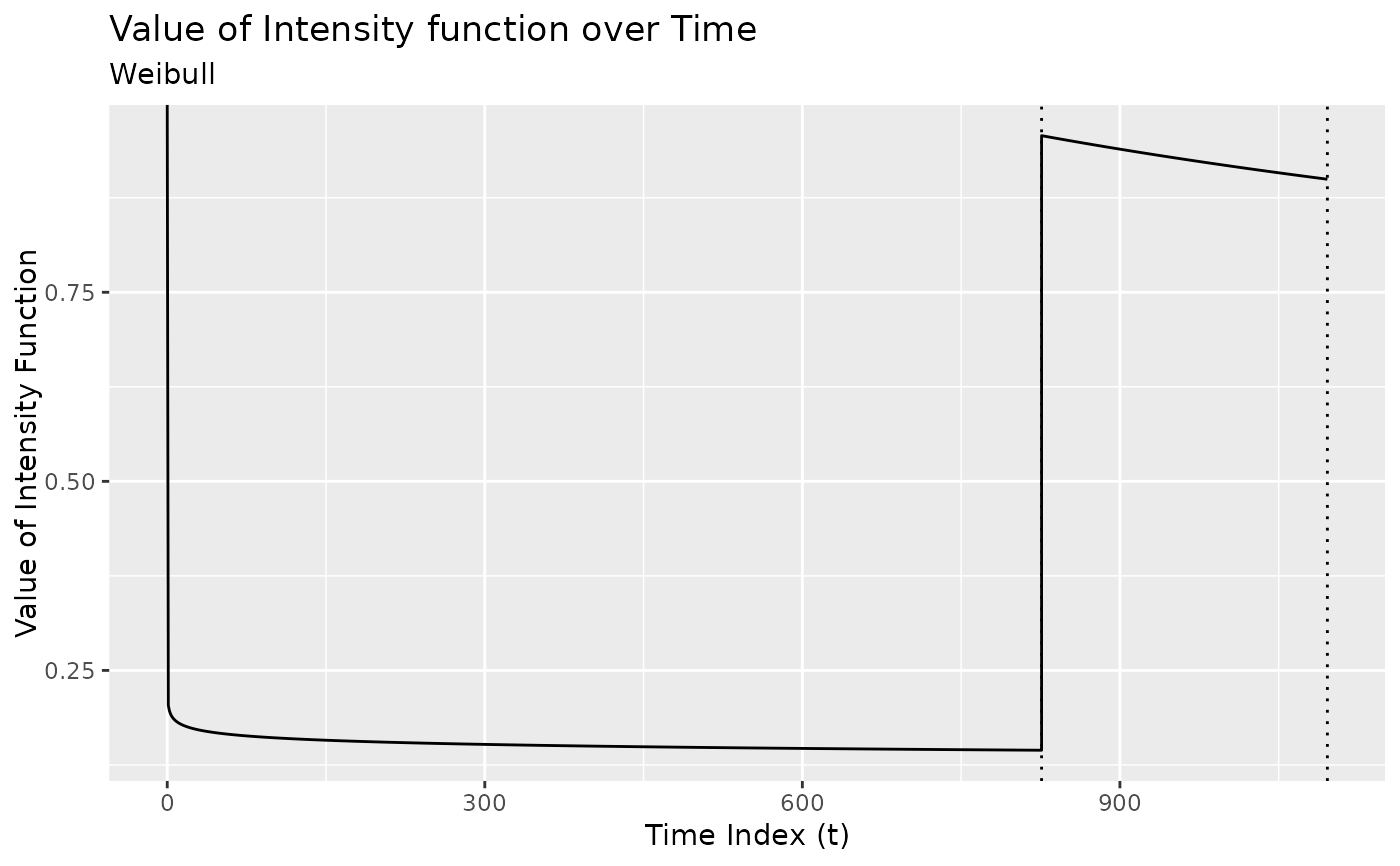 Value of Intensity function over Time
Weibull
Value of Intensity Function
0.75
0.50
0.25
0
300
600
900
Time Index (t)